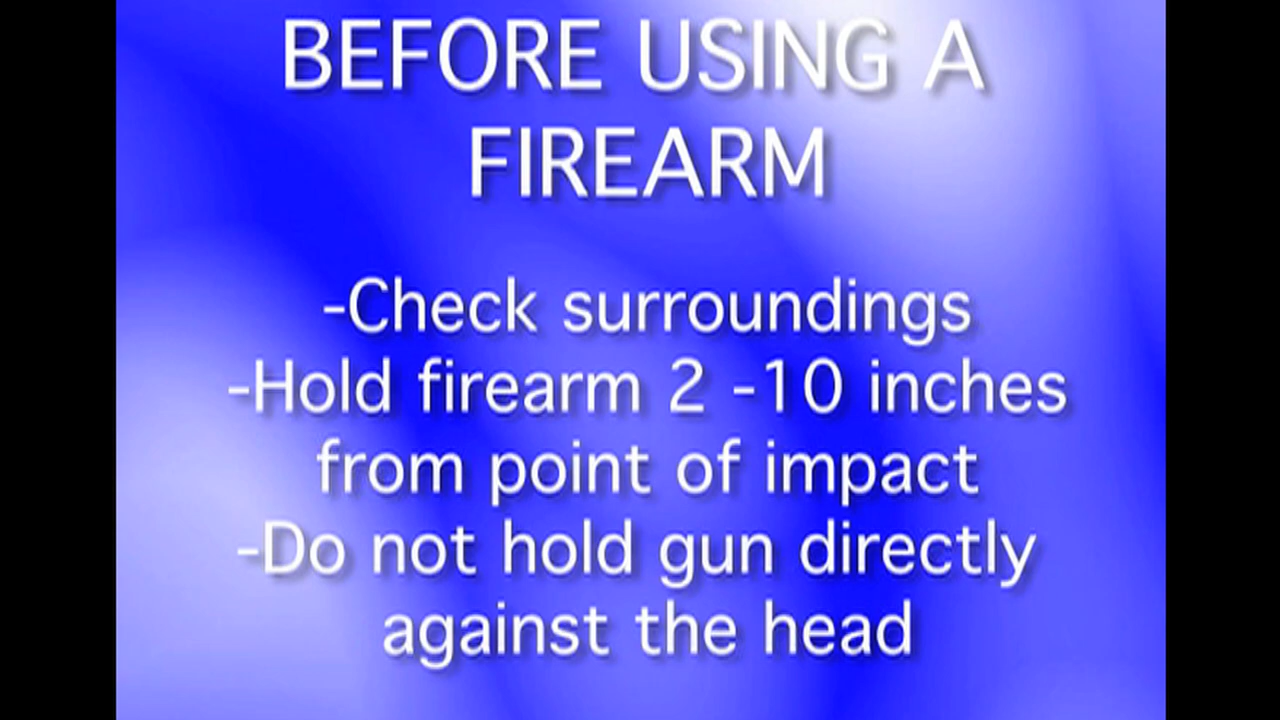 BEFORE USING A
FIREARM
-Check surroundings
-Hold firearm 2 -10 inches
from point of impact
-Do not hold gun directly
against the head